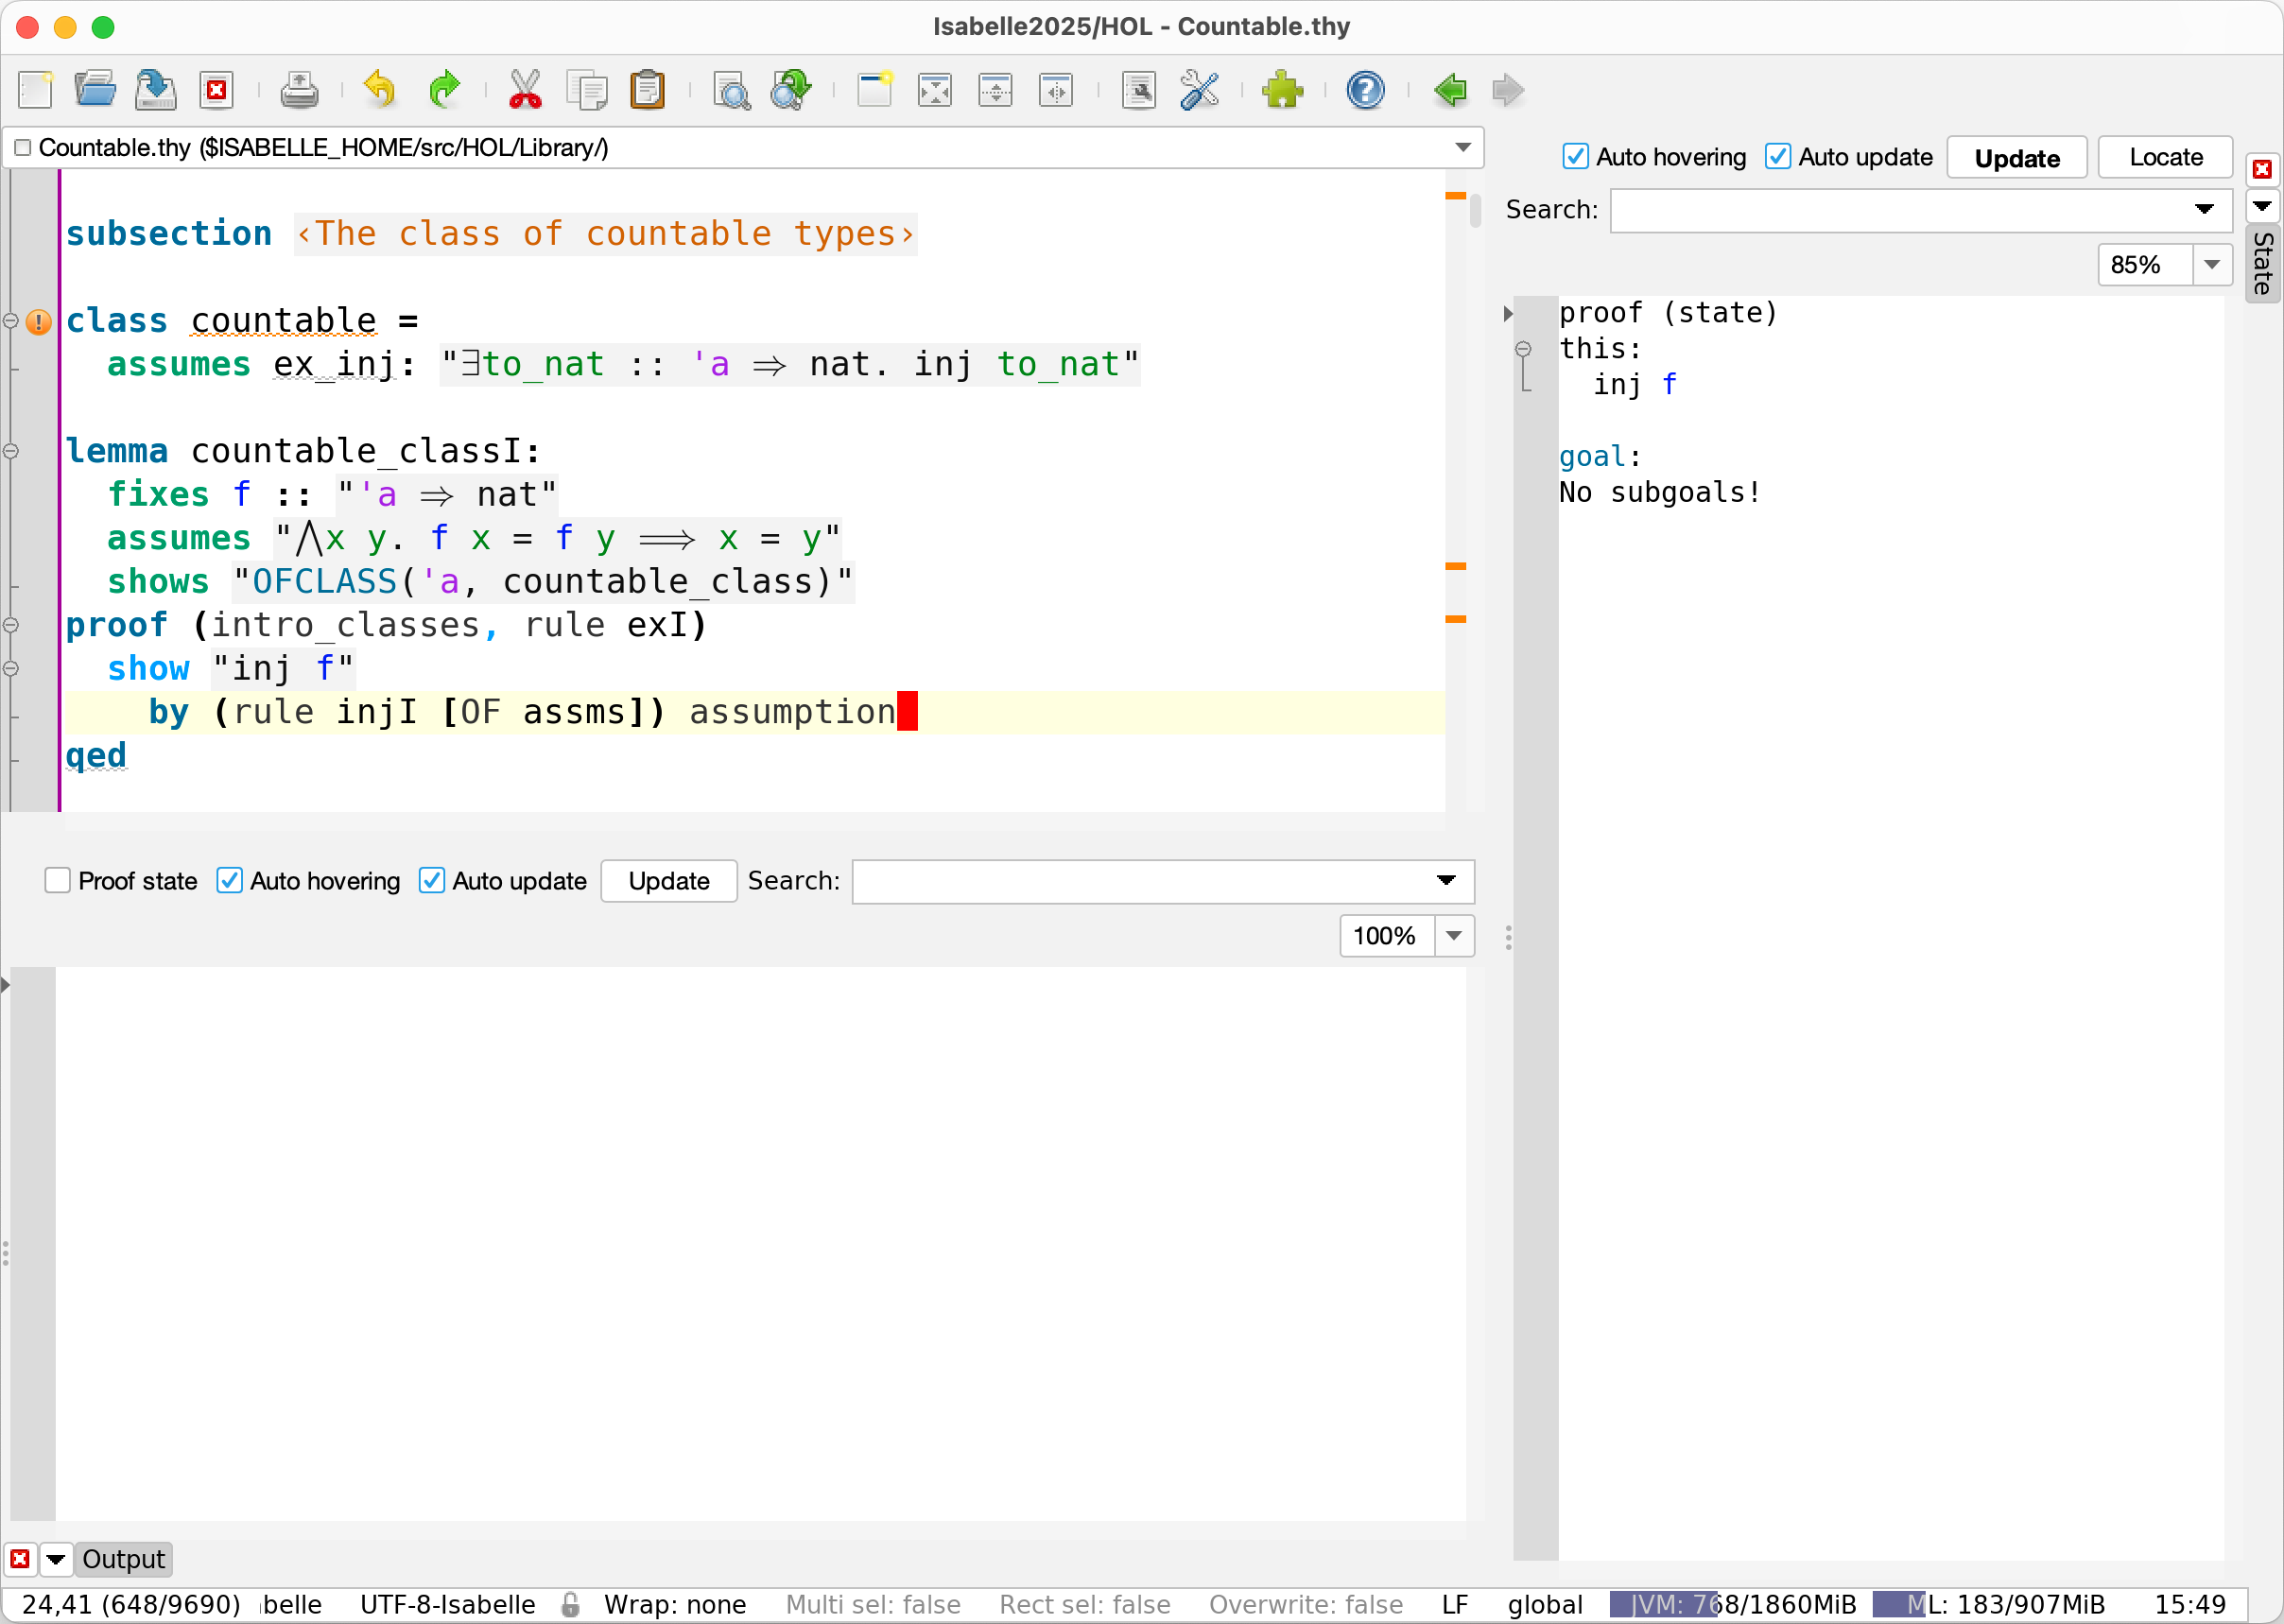 Isabelle2025/HOL - Countable.thy
Countable.thy ($ISABELLE_HOME/src/HOL/Library/)
subsection ‹The class of countable types›
class countable =
assumes ex_inj: "∃to_nat :: 'a ⇒ nat. inj to_nat"
lemma countable_classI:
fixes f :: "'a ⇒ nat"
assumes "⋀x y. f x = f y ⟹ x = y"
shows "OFCLASS('a, countable_class)"
proof (intro_classes, rule exI)
show "inj f"
by (rule injI [OF assms]) assumption
qed
Proof state Auto hovering Auto update Update Search:
100%
Output
Auto hovering Auto update Update Locate
Search:
85%
State
proof (state)
this:
inj f
goal:
No subgoals!
24,41 (648/9690) belle UTF-8-Isabelle Wrap: none Multi sel: false Rect sel: false Overwrite: false LF global JVM: 768/1860MiB ML: 183/907MiB 15:49